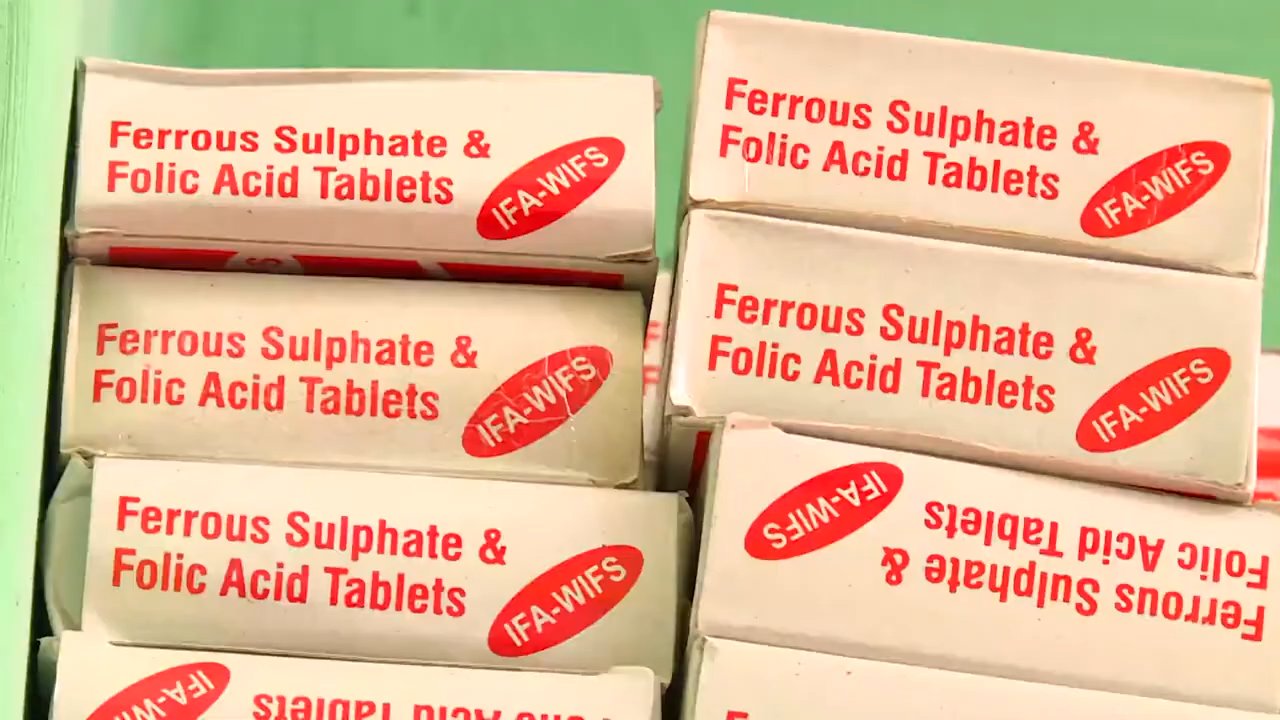 Ferrous Sulphate &
Folic Acid Tablets
IFA-WIFS
Ferrous Sulphate &
Folic Acid Tablets
IFA-WIFS
Ferrous Sulphate &
Folic Acid Tablets
IFA-WIFS
Tablets
Ferrous Sulphate &
Folic Acid Tablets
IFA-WIFS
Ferrous Sulphate &
Folic Acid Tablets
IFA-WIFS
Ferrous Sulphate &
Folic Acid Tablets
IFA-WIFS